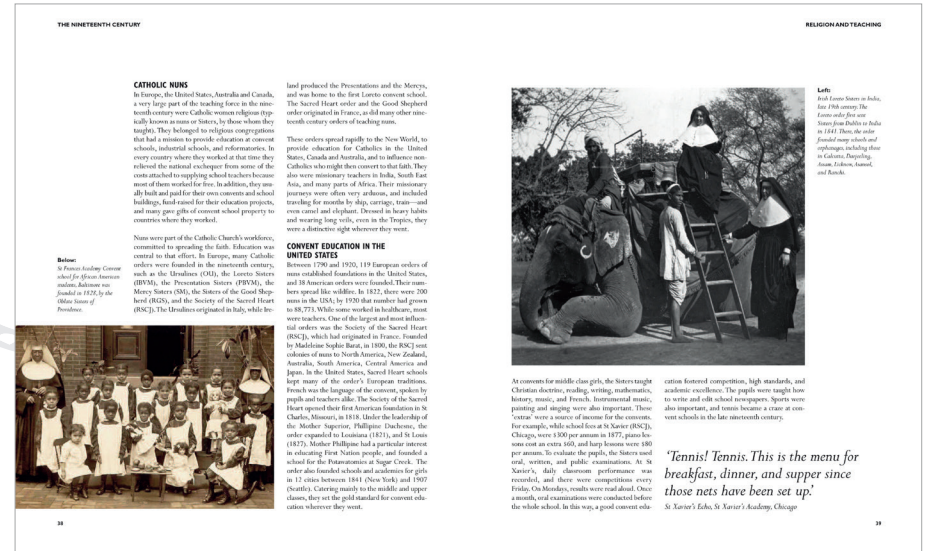 THE NINETEENTH CENTURY
RELIGION AND TEACHING
CATHOLIC NUNS
In Europe, the United States, Australia and Canada,
a very large part of the teaching force in the nine-
teenth century were Catholic women religious (typ-
ically known as nuns or Sisters, by those whom they
taught). They belonged to religious congregations
that had a mission to provide education at convent
schools, industrial schools, and reformatories. In
every country where they worked at that time they
relieved the national exchequer from some of the
costs attached to supplying school teachers because
most of them worked for free. In addition, they usu-
ally built and paid for their own convents and school
buildings, fund-raised for their education projects,
and many gave gifts of convent school property to
countries where they worked.
Nuns were part of the Catholic Church's workforce,
committed to spreading the faith. Education was
central to that effort. In Europe, many Catholic
orders were founded in the nineteenth century,
such as the Ursulines (OU), the Loreto Sisters
(IBVM), the Presentation Sisters (PBVM), the
Mercy Sisters (SM), the Sisters of the Good Shep-
herd (RGS), and the Society of the Sacred Heart
(RSCJ). The Ursulines originated in Italy, while Ire-
Below:
St Frances Academy Convent
school for African American
students, Baltimore was
founded in 1828, by the
Oblate Sisters of
Providence.
land produced the Presentations and the Mercys,
and was home to the first Loreto convent school.
The Sacred Heart order and the Good Shepherd
order originated in France, as did many other nine-
teenth century orders of teaching nuns.
These orders spread rapidly to the New World, to
provide education for Catholics in the United
States, Canada and Australia, and to influence non-
Catholics who might then convert to that faith. They
also were missionary teachers in India, South East
Asia, and many parts of Africa. Their missionary
journeys were often very arduous, and included
traveling for months by ship, carriage, train—and
even camel and elephant. Dressed in heavy habits
and wearing long veils, even in the Tropics, they
were a distinctive sight wherever they went.
CONVENT EDUCATION IN THE
UNITED STATES
Between 1790 and 1920, 119 European orders of
nuns established foundations in the United States,
and 38 American orders were founded. Their num-
bers spread like wildfire. In 1822, there were 200
nuns in the USA; by 1920 that number had grown
to 88,773. While some worked in healthcare, most
were teachers. One of the largest and most influen-
tial orders was the Society of the Sacred Heart
(RSCJ), which had originated in France. Founded
by Madeleine Sophie Barat, in 1800, the RSCJ sent
colonies of nuns to North America, New Zealand,
Australia, South America, Central America and
Japan. In the United States, Sacred Heart schools
kept many of the order's European traditions.
French was the language of the convent, spoken by
pupils and teachers alike. The Society of the Sacred
Heart opened their first American foundation in St
Charles, Missouri, in 1818. Under the leadership of
the Mother Superior, Phillipine Duchesne, the
order expanded to Louisiana (1821), and St Louis
(1827). Mother Phillipine had a particular interest
in educating First Nation people, and founded a
school for the Potawatomies at Sugar Creek. The
order also founded schools and academies for girls
in 12 cities between 1841 (New York) and 1907
(Seattle). Catering mainly to the middle and upper
classes, they set the gold standard for convent edu-
cation wherever they went.
38
Left:
Irish Loreto Sisters in India,
late 19th century. The
Loreto order first sent
Sisters from Dublin to India
in 1841. There, the order
founded many schools and
orphanages, including those
in Calcutta, Darjeeling,
Assam, Lucknow, Asansol,
and Ranchi.
At convents for middle class girls, the Sisters taught
Christian doctrine, reading, writing, mathematics,
history, music, and French. Instrumental music,
painting and singing were also important. These
'extras' were a source of income for the convents.
For example, while school fees at St Xavier (RSCJ),
Chicago, were $300 per annum in 1877, piano les-
sons cost an extra $60, and harp lessons were $80
per annum. To evaluate the pupils, the Sisters used
oral, written, and public examinations. At St
Xavier's, daily classroom performance was
recorded, and there were competitions every
Friday. On Mondays, results were read aloud. Once
a month, oral examinations were conducted before
the whole school. In this way, a good convent edu-
cation fostered competition, high standards, and
academic excellence. The pupils were taught how
to write and edit school newspapers. Sports were
also important, and tennis became a craze at con-
vent schools in the late nineteenth century.
'Tennis! Tennis. This is the menu for
breakfast, dinner, and supper since
those nets have been set up.'
St Xavier's Echo, St Xavier's Academy, Chicago
39